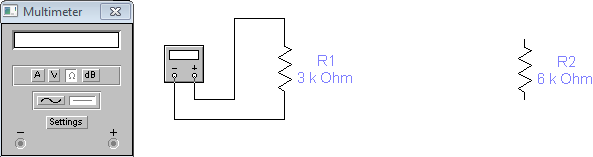 Multimeter
A V Ω dB
Settings
− +
− +
R1
3 k Ohm
R2
6 k Ohm